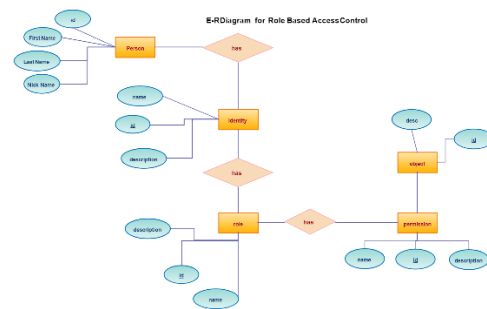 E-RDiagram for Role Based AccessControl
id
First Name
Person
has
Last Name
Nick Name
name
id
identity
desc
id
description
object
has
description
role
has
permission
id
name
name
id
description